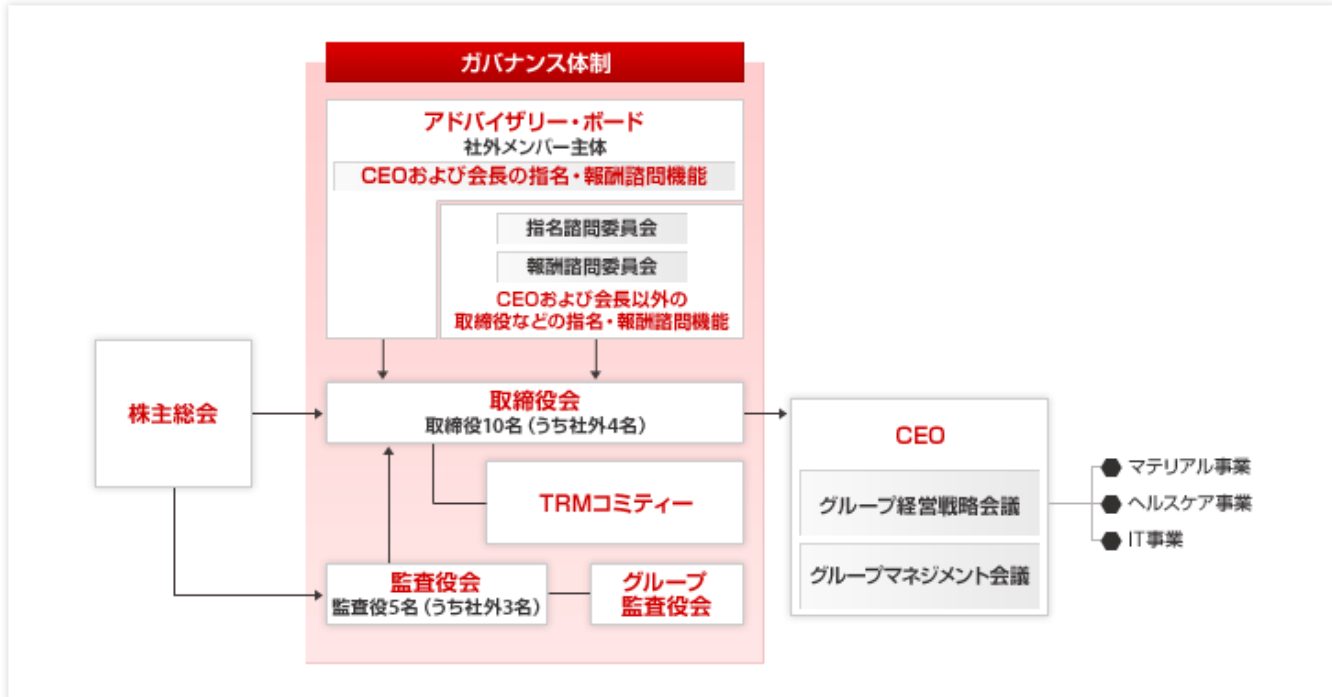 ガバナンス体制
アドバイザリー・ボード
社外メンバー主体
CEOおよび会長の指名・報酬諮問機能
指名諮問委員会
報酬諮問委員会
CEOおよび会長以外の
取締役などの指名・報酬諮問機能
株主総会
取締役会
取締役10名（うち社外4名）
TRMコミティー
監査役会
監査役5名（うち社外3名）
グループ
監査役会
CEO
グループ経営戦略会議
グループマネジメント会議
マテリアル事業
ヘルスケア事業
IT事業